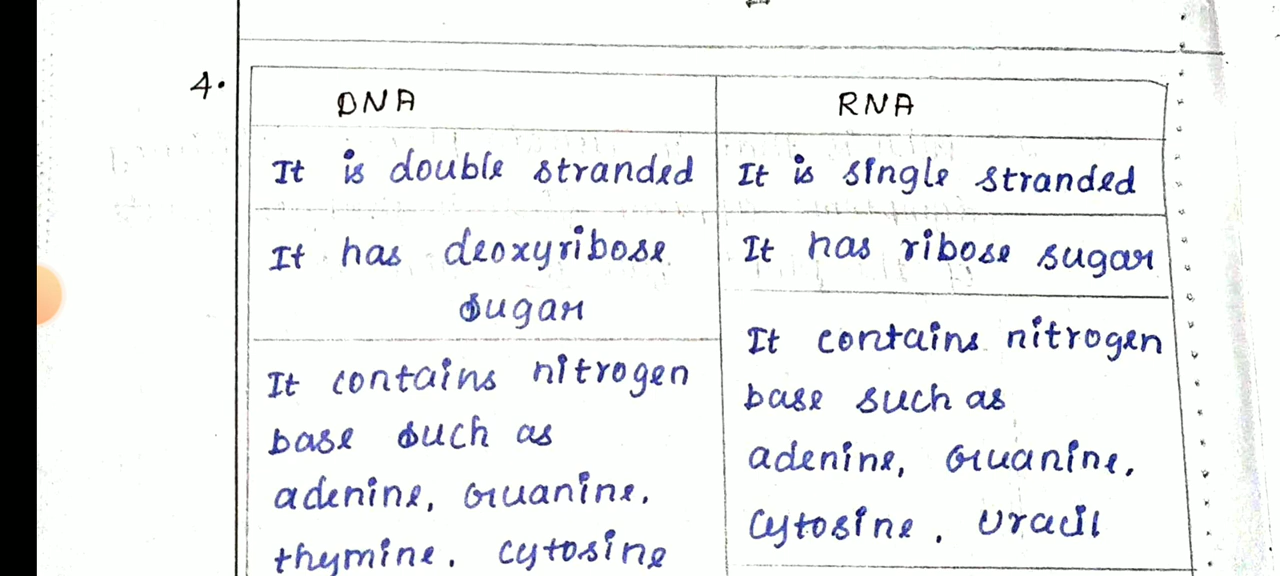 4.
DNA
RNA
It is double stranded
It is single stranded
It has deoxyribose
sugar
It has ribose sugar
It contains nitrogen
base such as
adenine, Guanine,
thymine, cytosine
It contains nitrogen
base such as
adenine, Guanine,
Cytosine, Uracil